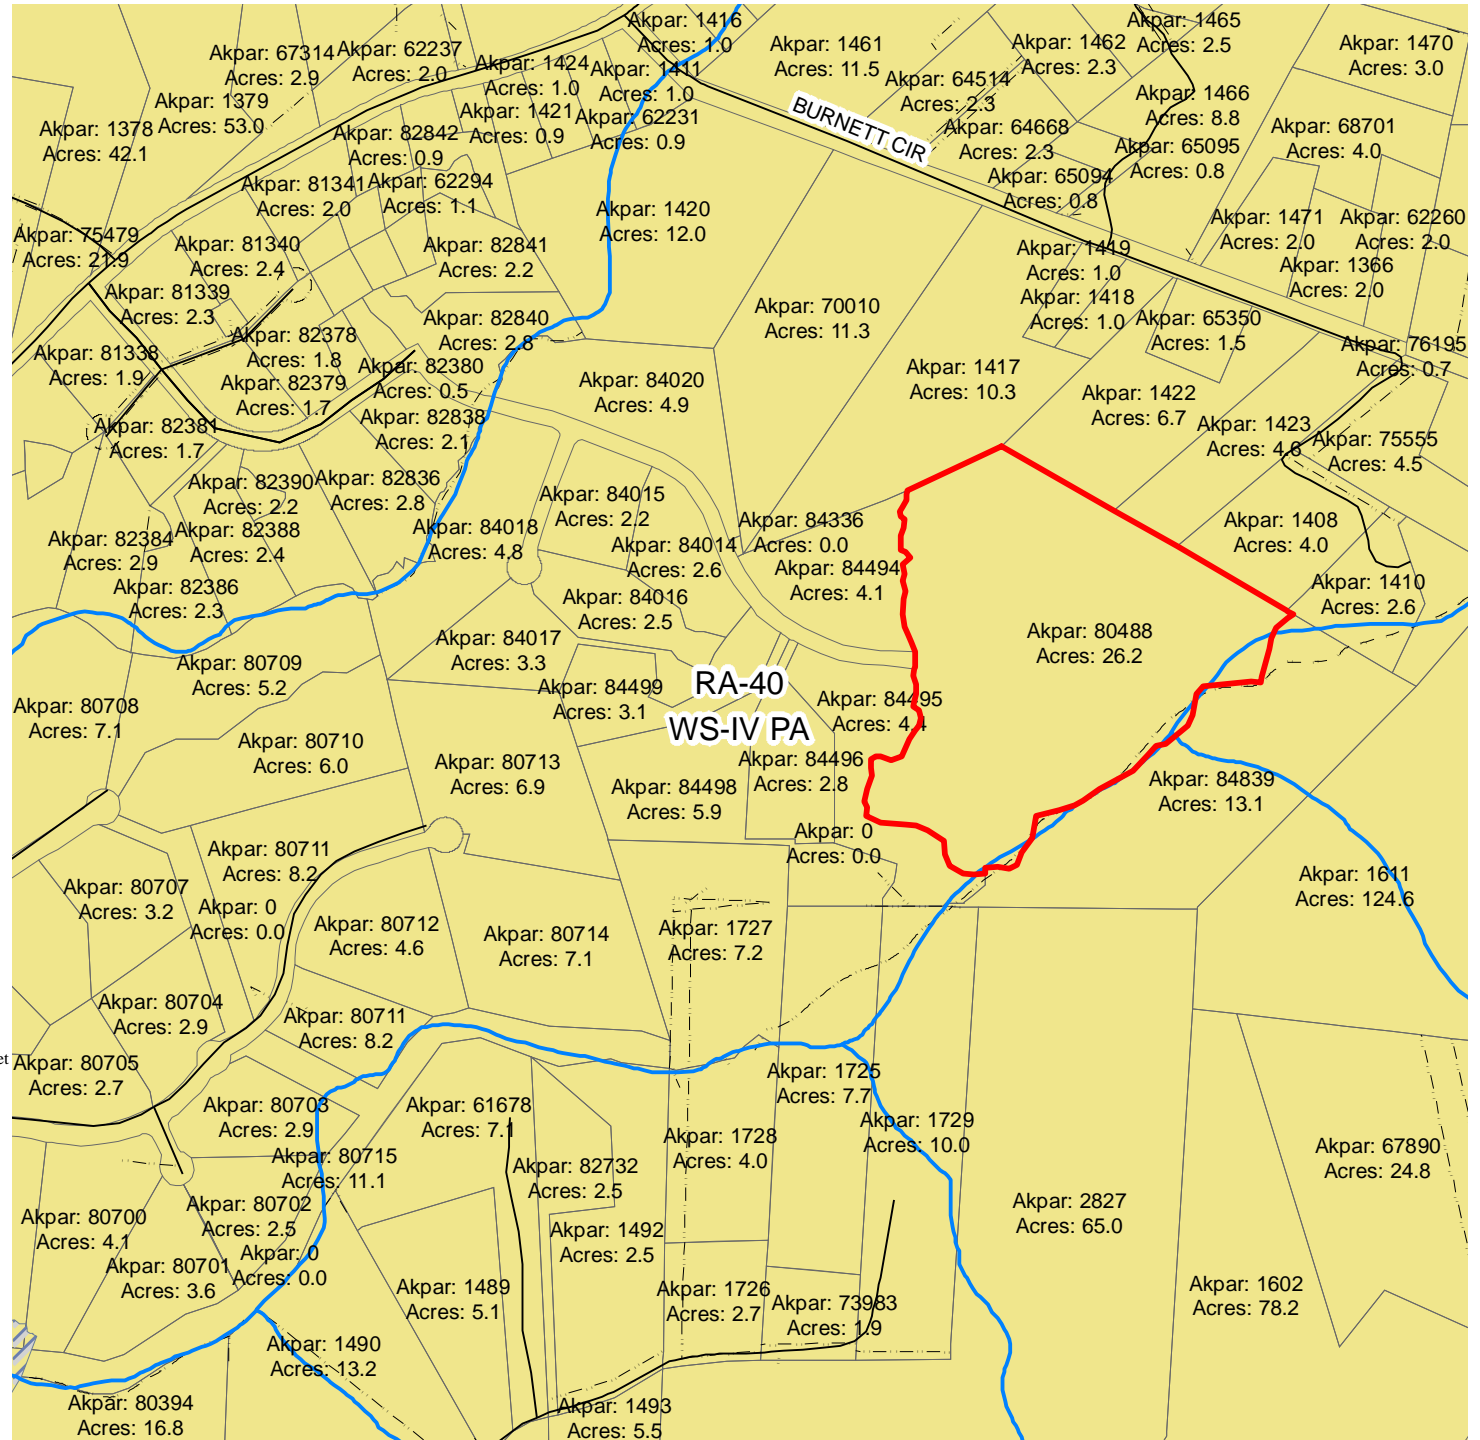 Akpar: 1416
Acres: 1.0
Akpar: 1465
Acres: 2.5
Akpar: 67314
Acres: 2.9
Akpar: 62237
Acres: 2.0
Akpar: 1424
Acres: 1.0
Akpar: 1411
Acres: 1.0
Akpar: 1461
Acres: 11.5
Akpar: 1462
Acres: 2.3
Akpar: 1470
Acres: 3.0
Akpar: 64514
Acres: 2.3
Akpar: 1466
Acres: 8.8
Akpar: 1379
Acres: 53.0
Akpar: 1378
Acres: 42.1
Akpar: 82842
Acres: 0.9
Akpar: 1421
Acres: 0.9
Akpar: 62231
Acres: 0.9
BURNETT CIR
Akpar: 64668
Acres: 2.3
Akpar: 65095
Acres: 0.8
Akpar: 68701
Acres: 4.0
Akpar: 65094
Acres: 0.8
Akpar: 81341
Acres: 2.0
Akpar: 62294
Acres: 1.1
Akpar: 1420
Acres: 12.0
Akpar: 1471
Acres: 2.0
Akpar: 62260
Acres: 2.0
Akpar: 75479
Acres: 21.9
Akpar: 81340
Acres: 2.4
Akpar: 82841
Acres: 2.2
Akpar: 1419
Acres: 1.0
Akpar: 1366
Acres: 2.0
Akpar: 81339
Acres: 2.3
Akpar: 1418
Acres: 1.0
Akpar: 70010
Acres: 11.3
Akpar: 82840
Acres: 2.8
Akpar: 65350
Acres: 1.5
Akpar: 82378
Acres: 1.8
Akpar: 76195
Acres: 0.7
Akpar: 81338
Acres: 1.9
Akpar: 82380
Acres: 0.5
Akpar: 1417
Acres: 10.3
Akpar: 82379
Acres: 1.7
Akpar: 84020
Acres: 4.9
Akpar: 1422
Acres: 6.7
Akpar: 82838
Acres: 2.1
Akpar: 82381
Acres: 1.7
Akpar: 1423
Acres: 4.6
Akpar: 75555
Acres: 4.5
Akpar: 82390
Acres: 2.2
Akpar: 82836
Acres: 2.8
Akpar: 84015
Acres: 2.2
Akpar: 84336
Acres: 0.0
Akpar: 1408
Acres: 4.0
Akpar: 82384
Acres: 2.9
Akpar: 82388
Acres: 2.4
Akpar: 84018
Acres: 4.8
Akpar: 84014
Acres: 2.6
Akpar: 84494
Acres: 4.1
Akpar: 1410
Acres: 2.6
Akpar: 82386
Acres: 2.3
Akpar: 84016
Acres: 2.5
Akpar: 80488
Acres: 26.2
Akpar: 84017
Acres: 3.3
Akpar: 80709
Acres: 5.2
Akpar: 84499
Acres: 3.1
RA-40
WS-IV PA
Akpar: 84495
Acres: 4.4
Akpar: 80708
Acres: 7.1
Akpar: 80710
Acres: 6.0
Akpar: 80713
Acres: 6.9
Akpar: 84498
Acres: 5.9
Akpar: 84496
Acres: 2.8
Akpar: 84839
Acres: 13.1
Akpar: 0
Acres: 0.0
Akpar: 80711
Acres: 8.2
Akpar: 1611
Acres: 124.6
Akpar: 80707
Acres: 3.2
Akpar: 0
Acres: 0.0
Akpar: 80712
Acres: 4.6
Akpar: 80714
Acres: 7.1
Akpar: 1727
Acres: 7.2
Akpar: 80704
Acres: 2.9
Akpar: 80711
Acres: 8.2
et
Akpar: 80705
Acres: 2.7
Akpar: 1725
Acres: 7.7
Akpar: 80703
Acres: 2.9
Akpar: 61678
Acres: 7.1
Akpar: 1729
Acres: 10.0
Akpar: 1728
Acres: 4.0
Akpar: 67890
Acres: 24.8
Akpar: 80715
Acres: 11.1
Akpar: 82732
Acres: 2.5
Akpar: 80702
Acres: 2.5
Akpar: 2827
Acres: 65.0
Akpar: 80700
Acres: 4.1
Akpar: 1492
Acres: 2.5
Akpar: 0
Acres: 0.0
Akpar: 80701
Acres: 3.6
Akpar: 1489
Acres: 5.1
Akpar: 1726
Acres: 2.7
Akpar: 73983
Acres: 1.9
Akpar: 1602
Acres: 78.2
Akpar: 1490
Acres: 13.2
Akpar: 80394
Acres: 16.8
Akpar: 1493
Acres: 5.5